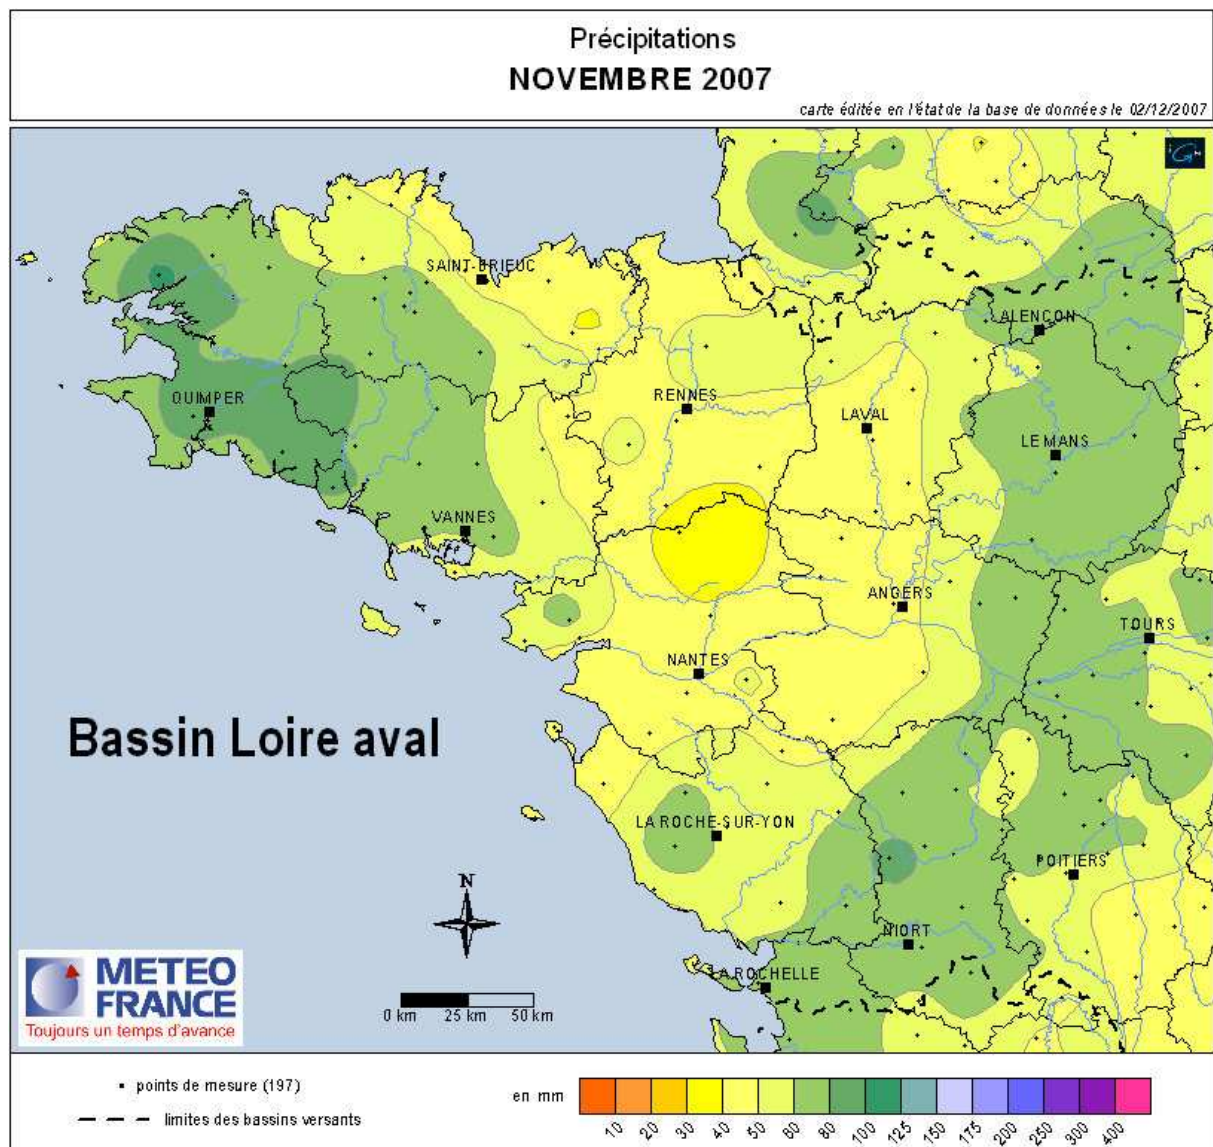 Précipitations
NOVEMBRE 2007
carte éditée en l'état de la base de données le 02/12/2007
SAINT-BRIEUC
ALENÇON
QUIMPER
RENNES
LAVAL
LE MANS
VANNES
ANGERS
TOURS
NANTES
Bassin Loire aval
LA ROCHE-SUR-YON
POITIERS
N
NIORT
LA ROCHELLE
METEO
FRANCE
Toujours un temps d'avance
0 km 25 km 50 km
points de mesure (197)
limites des bassins versants
en mm
10 20 30 40 50 60 80 100 125 150 175 200 250 300 400